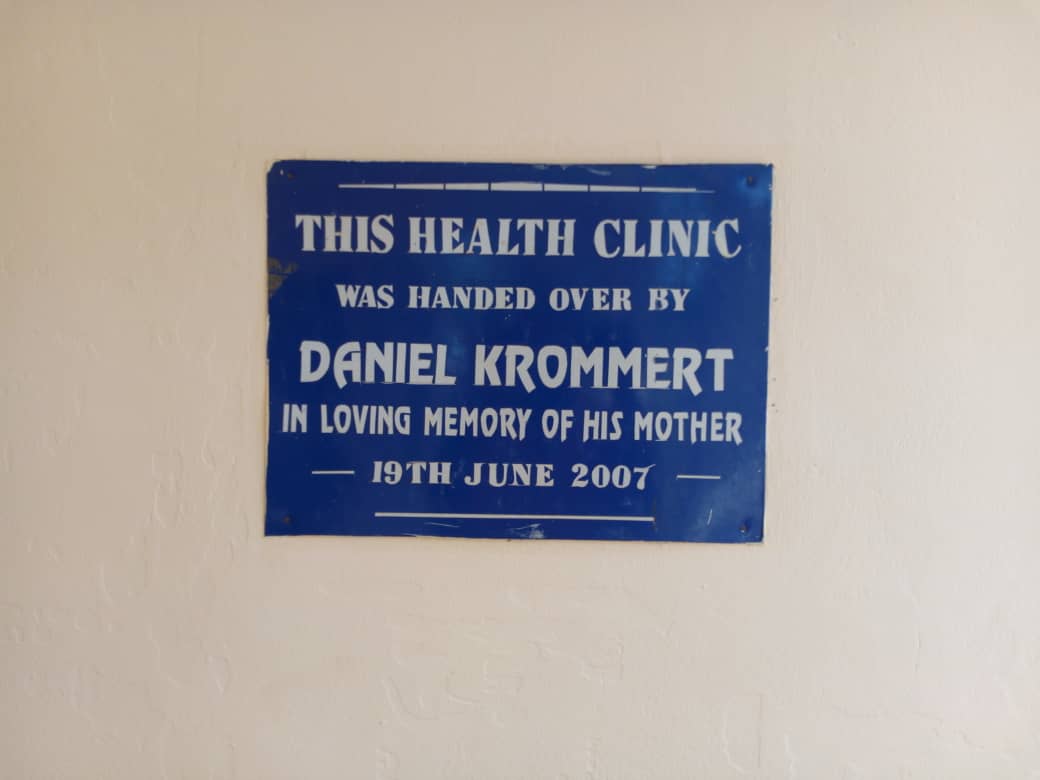 THIS HEALTH CLINIC
WAS HANDED OVER BY
DANIEL KROMMERT
IN LOVING MEMORY OF HIS MOTHER
19TH JUNE 2007